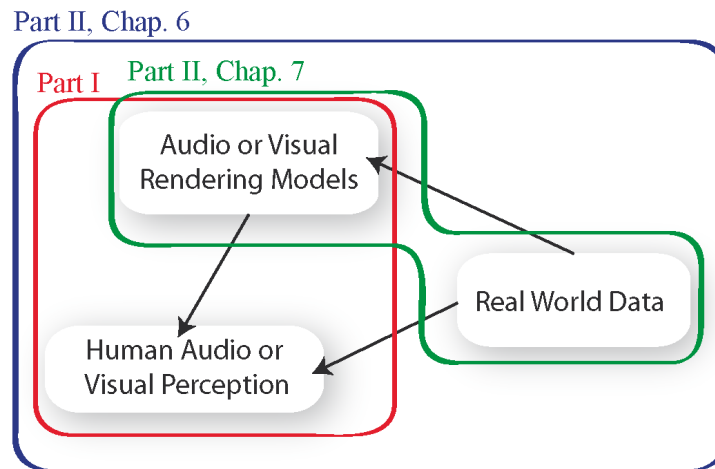 Part II, Chap. 6
Part I
Part II, Chap. 7
Audio or Visual
Rendering Models
Real World Data
Human Audio or
Visual Perception